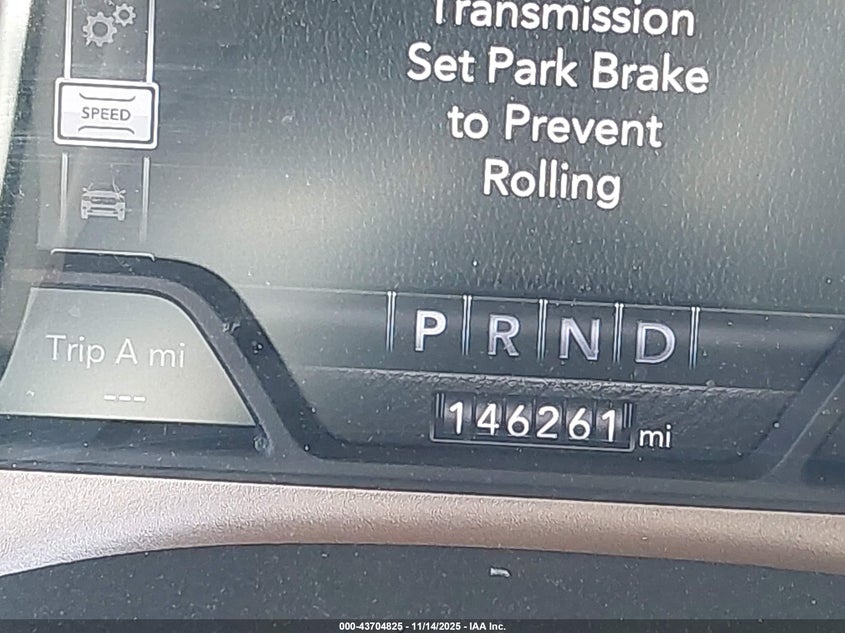 Transmission
Set Park Brake
to Prevent
Rolling
SPEED
P R N D
Trip A mi
---
146261 mi
000-43704825 - 11/14/2025 - IAA Inc.